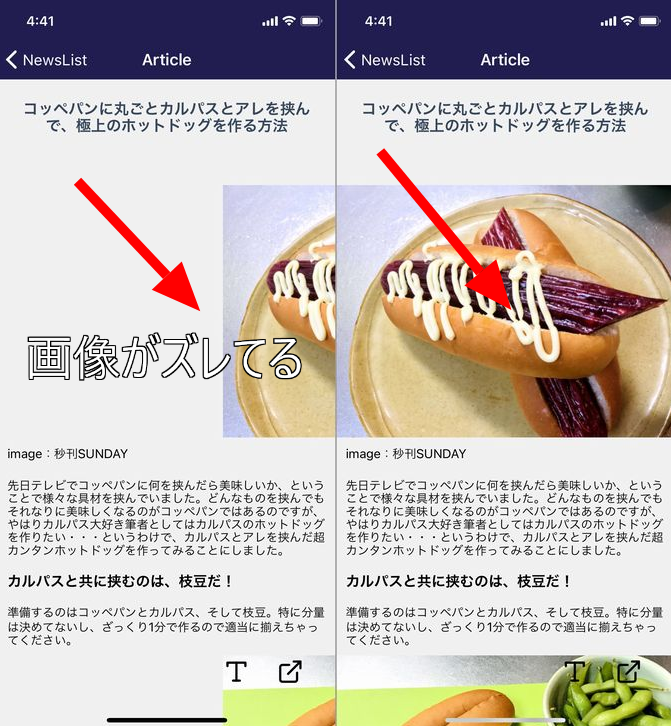 4:41
NewsList
Article
コッペパンに丸ごとカルパスとアレを挟ん
で、極上のホットドッグを作る方法
画像がズレてる
image：秒刊SUNDAY
先日テレビでコッペパンに何を挟んだら美味しいか、という
ことで様々な具材を挟んでいました。どんなものを挟んでも
それなりに美味しくなるのがコッペパンではあるのですが、
やはりカルパス大好き筆者としてはカルパスのホットドッグ
を作りたい・・・というわけで、カルパスとアレを挟んだ超
カンタンホットドッグを作ってみることにしました。
カルパスと共に挟むのは、枝豆だ！
準備するのはコッペパンとカルパス、そして枝豆。特に分量
は決めてないし、ざっくり1分で作るので適当に揃えちゃっ
てください。
T
4:41
NewsList
Article
コッペパンに丸ごとカルパスとアレを挟ん
で、極上のホットドッグを作る方法
image：秒刊SUNDAY
先日テレビでコッペパンに何を挟んだら美味しいか、という
ことで様々な具材を挟んでいました。どんなものを挟んでも
それなりに美味しくなるのがコッペパンではあるのですが、
やはりカルパス大好き筆者としてはカルパスのホットドッグ
を作りたい・・・というわけで、カルパスとアレを挟んだ超
カンタンホットドッグを作ってみることにしました。
カルパスと共に挟むのは、枝豆だ！
準備するのはコッペパンとカルパス、そして枝豆。特に分量
は決めてないし、ざっくり1分で作るので適当に揃えちゃっ
てください。
T